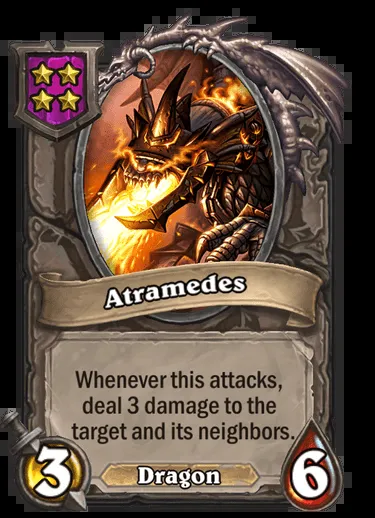 Atramedes
Whenever this attacks,
deal 3 damage to the
target and its neighbors.
3
Dragon
6